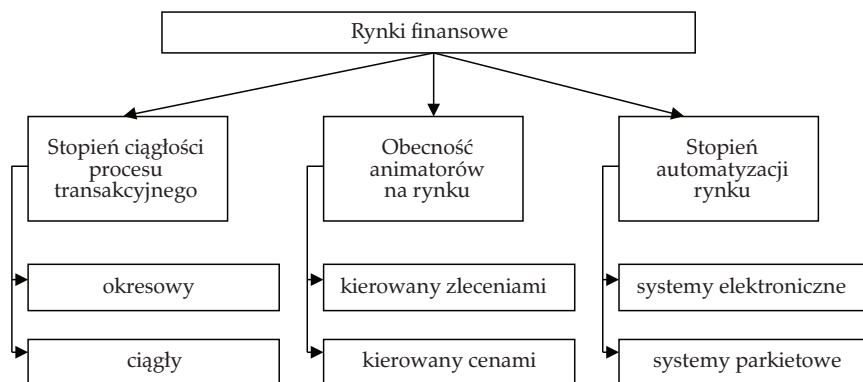 Rynki finansowe
Stopień ciągłości
procesu
transakcyjnego
Obecność
animatorów
na rynku
Stopień
automatyzacji
rynku
okresowy
kierowany zleceniami
systemy elektroniczne
ciągły
kierowany cenami
systemy parkietowe